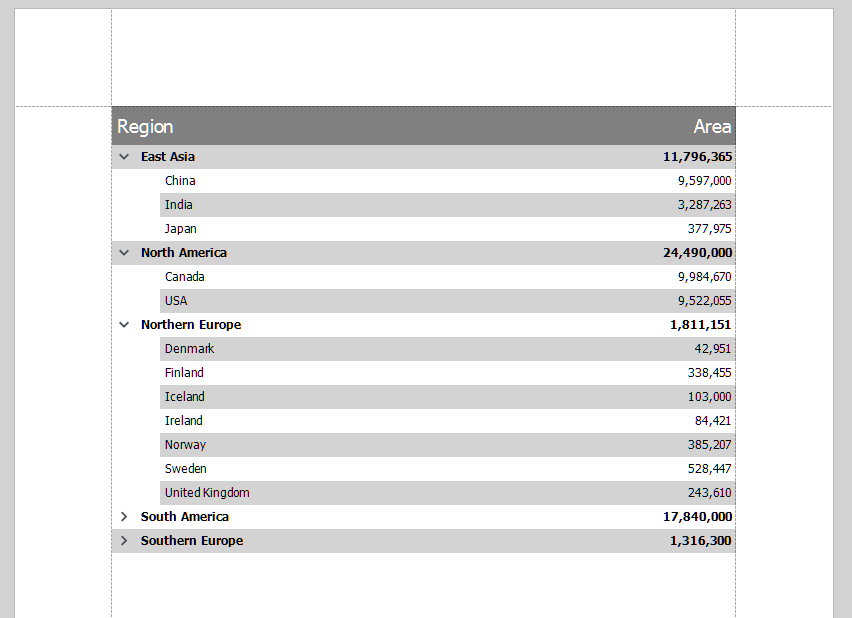 Region Area
East Asia 11,796,365
China 9,597,000
India 3,287,263
Japan 377,975
North America 24,490,000
Canada 9,984,670
USA 9,522,055
Northern Europe 1,811,151
Denmark 42,951
Finland 338,455
Iceland 103,000
Ireland 84,421
Norway 385,207
Sweden 528,447
United Kingdom 243,610
South America 17,840,000
Southern Europe 1,316,300